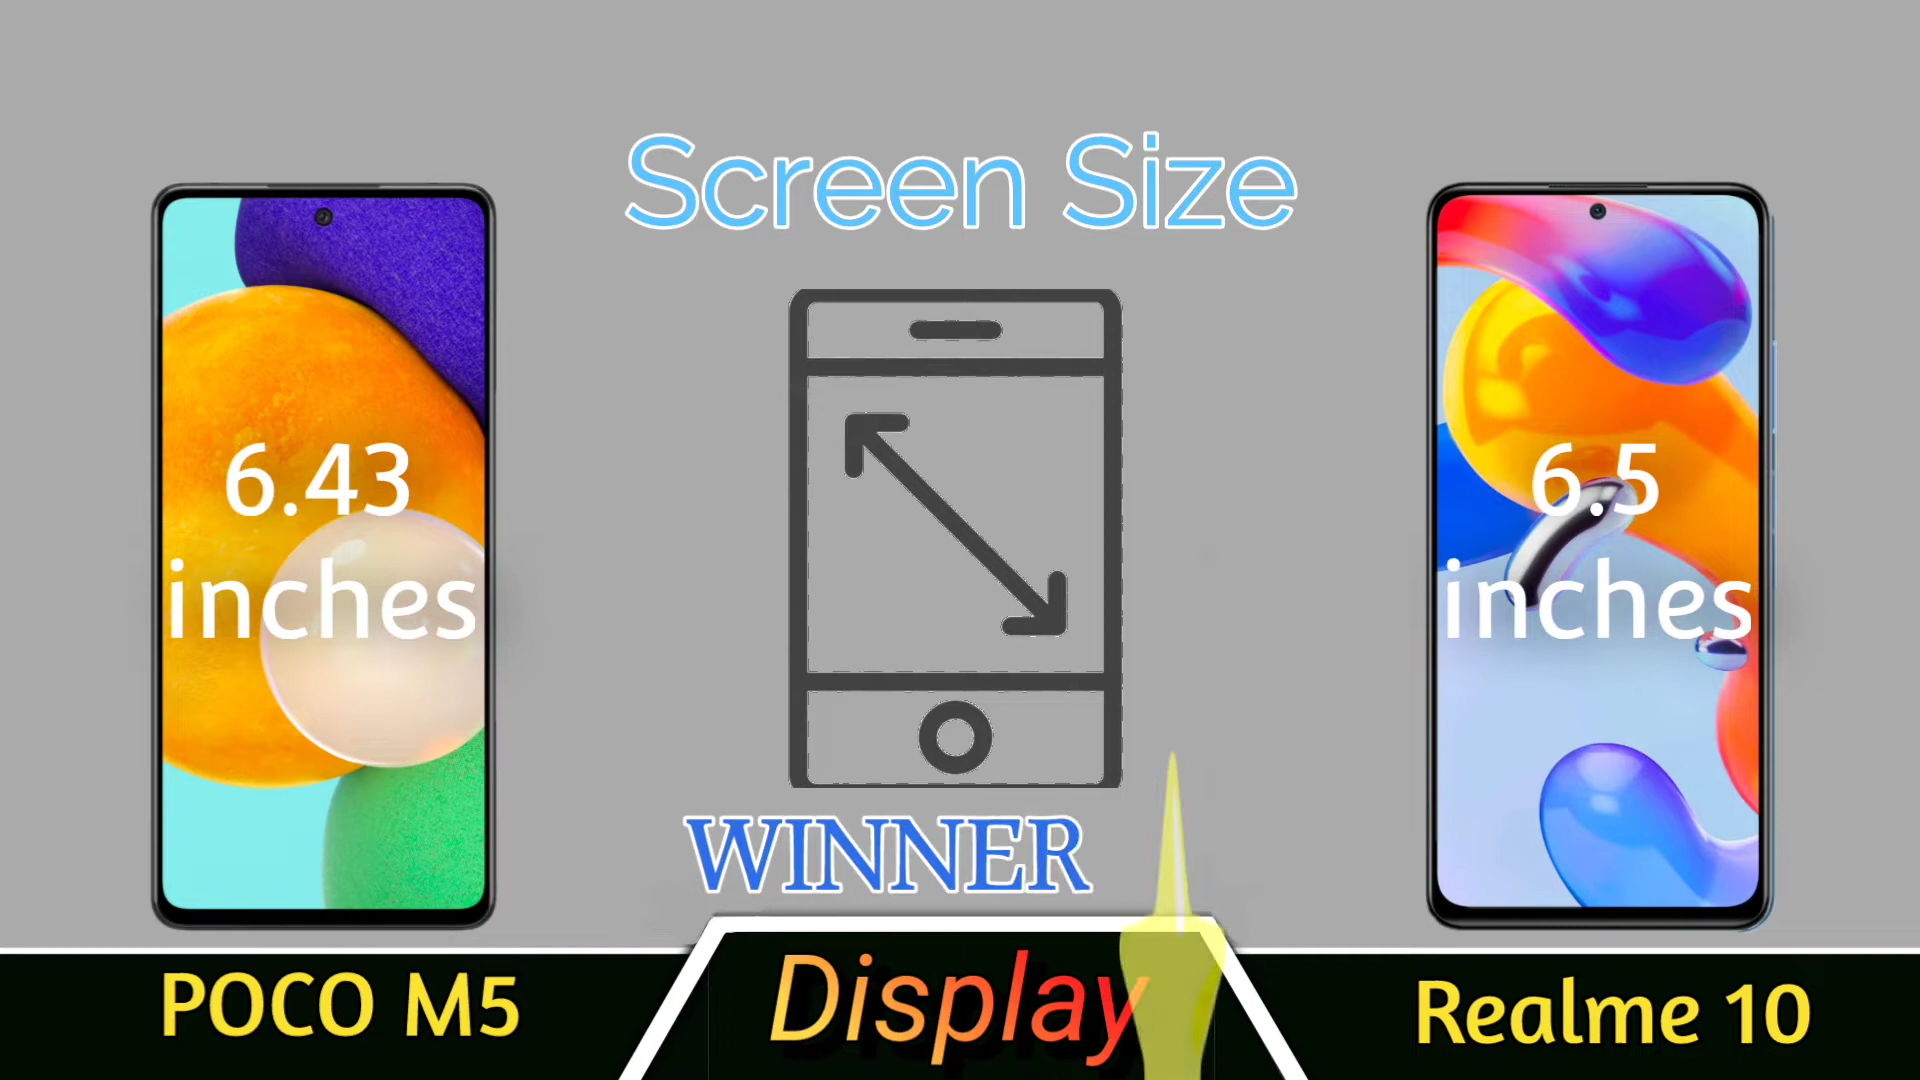 Screen Size
6.43
inches
6.5
inches
WINNER
POCO M5
Display
Realme 10